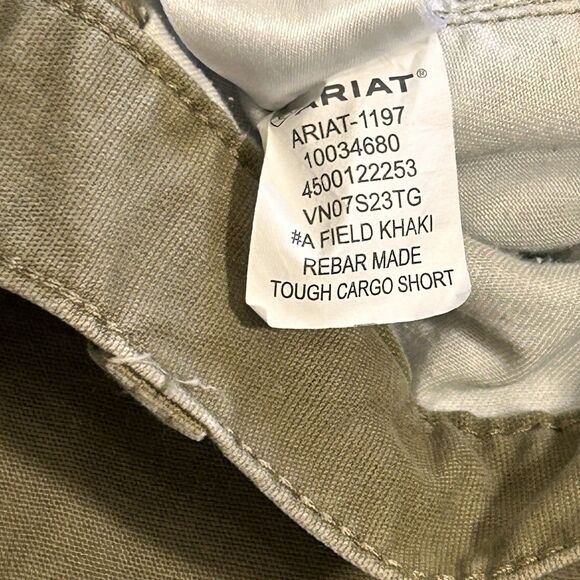 ARIAT®
ARIAT-1197
10034680
4500122253
VN07S23TG
#A FIELD KHAKI
REBAR MADE
TOUGH CARGO SHORT